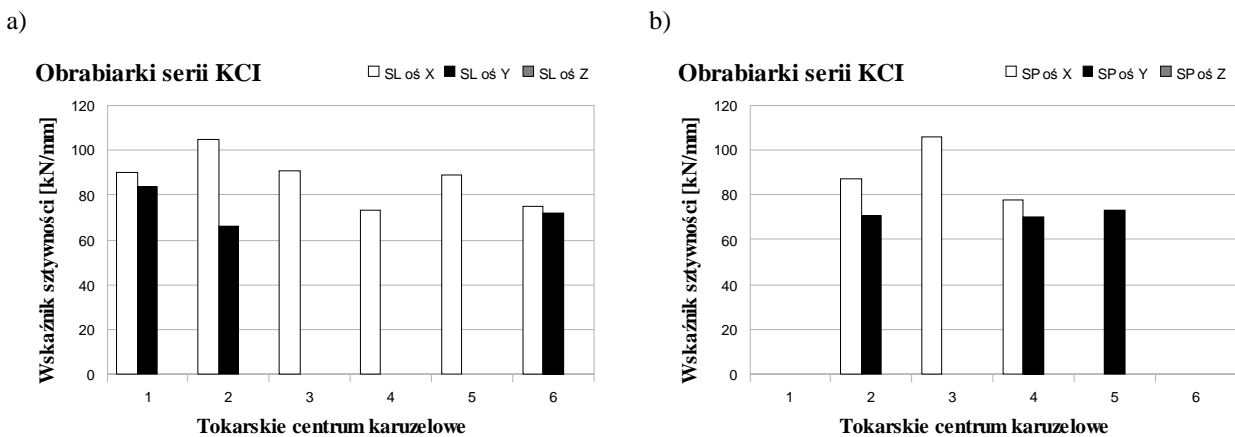 a)
Obrabiarki serii KCI
SL oś X SL oś Y SL oś Z
Wskaźnik sztywności [kN/mm]
120
100
80
60
40
20
0
1 2 3 4 5 6
Tokarskie centrum karuzelowe
b)
Obrabiarki serii KCI
SP oś X SP oś Y SP oś Z
Wskaźnik sztywności [kN/mm]
120
100
80
60
40
20
0
1 2 3 4 5 6
Tokarskie centrum karuzelowe